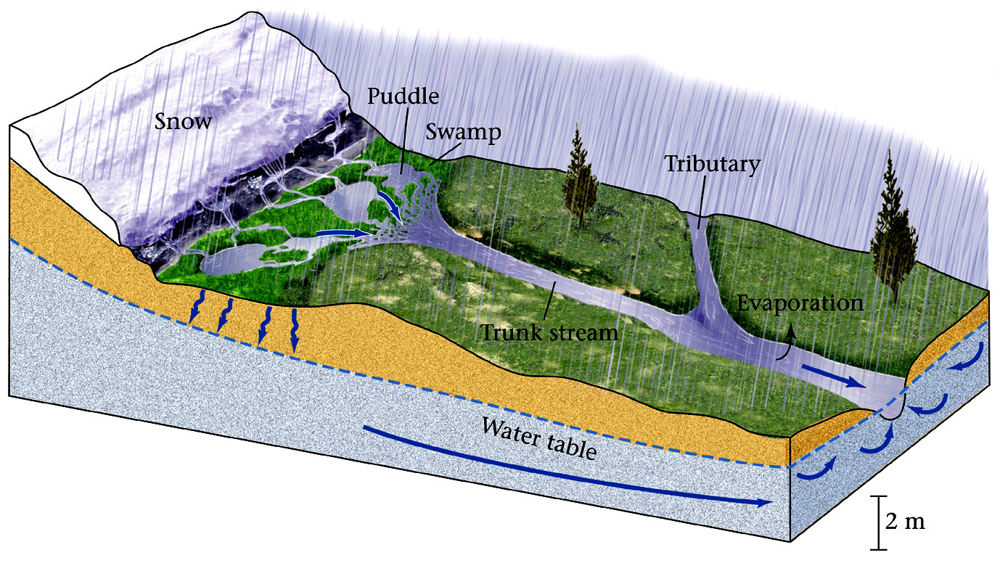 Snow
Puddle
Swamp
Tributary
Evaporation
Trunk stream
Water table
2 m